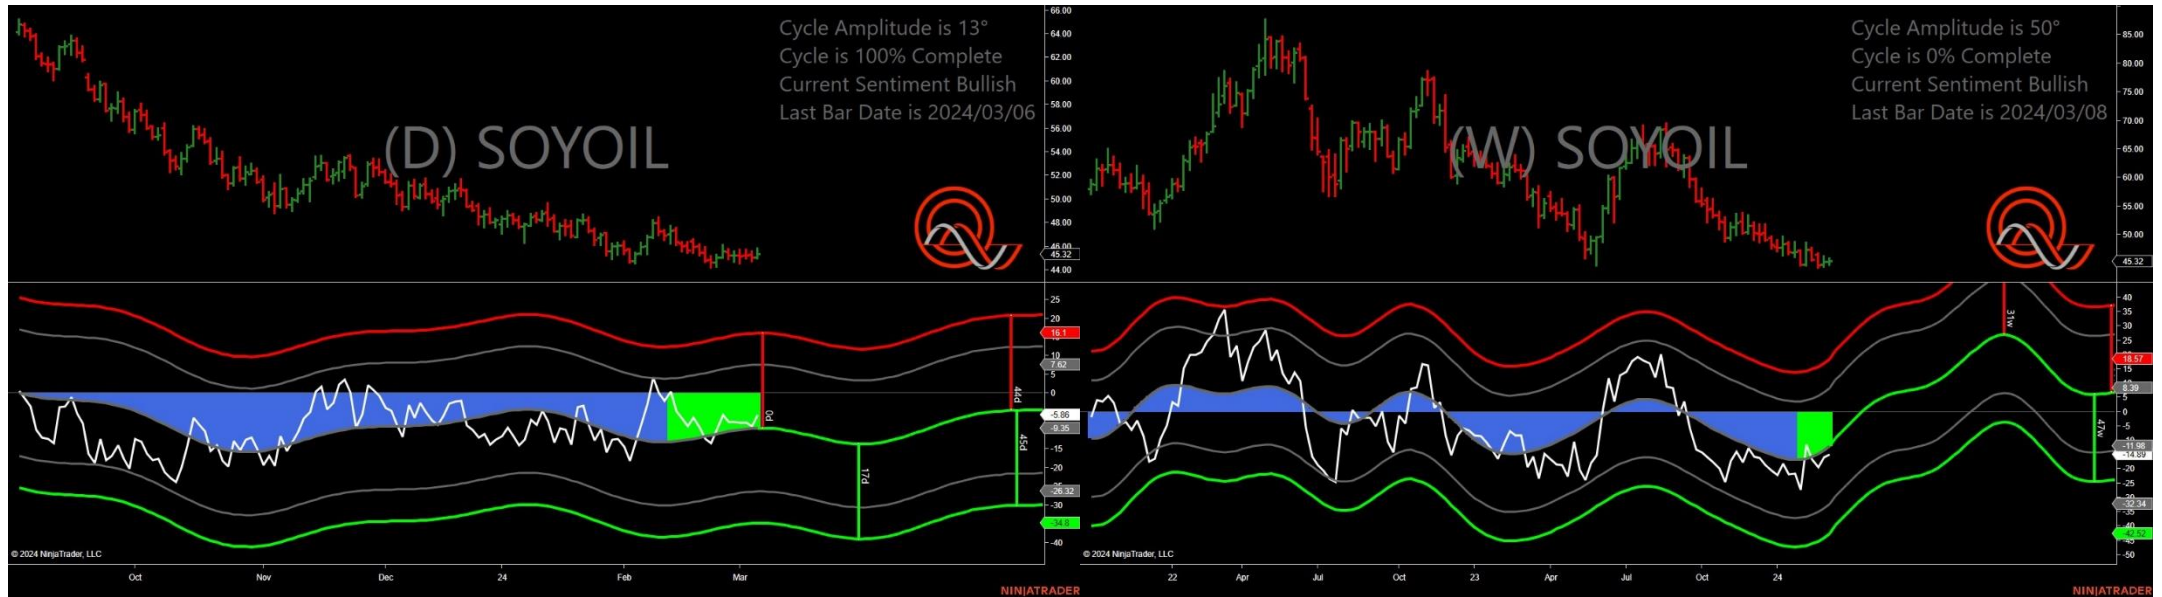 Cycle Amplitude is 13°
Cycle is 100% Complete
Current Sentiment Bullish
Last Bar Date is 2024/03/06
(D) SOYOIL
66.00
64.00
62.00
60.00
58.00
56.00
54.00
52.00
50.00
48.00
46.00
45.32
44.00
25
20
16.1
10
7.62
5
0
-5.86
-9.35
-15
-20
-26.32
-30
-34.8
-40
0d
17d
44d
45d
© 2024 NinjaTrader, LLC
Oct
Nov
Dec
24
Feb
Mar
NINJATRADER
Cycle Amplitude is 50°
Cycle is 0% Complete
Current Sentiment Bullish
Last Bar Date is 2024/03/08
(W) SOYOIL
85.00
80.00
75.00
70.00
65.00
60.00
55.00
50.00
45.32
40
35
30
25
18.57
15
8.39
5
0
-5
-11.98
-14.89
-20
-25
-32.34
-35
-42.52
-50
31w
47w
© 2024 NinjaTrader, LLC
22
Apr
Jul
Oct
23
Apr
Jul
Oct
24
NINJATRADER